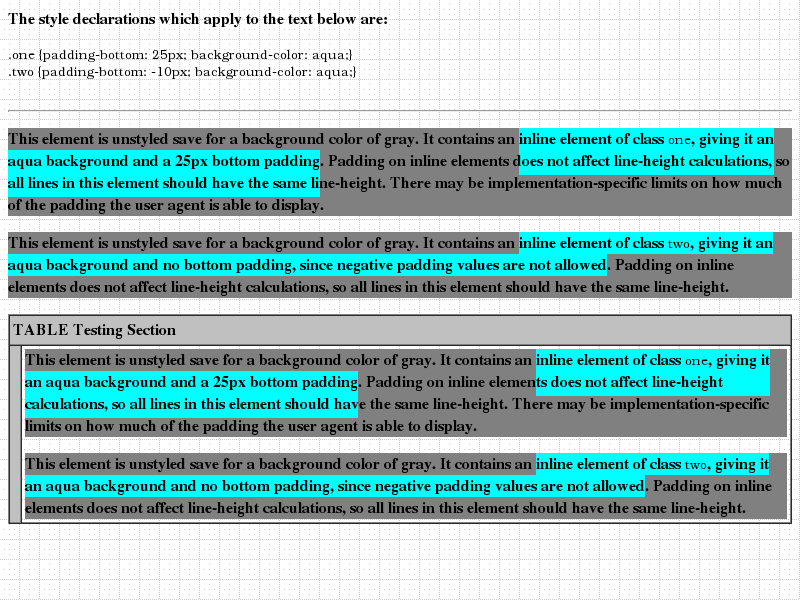 The style declarations which apply to the text below are:
.one {padding-bottom: 25px; background-color: aqua;}
.two {padding-bottom: -10px; background-color: aqua;}
This element is unstyled save for a background color of gray. It contains an inline element of class one, giving it an
aqua background and a 25px bottom padding. Padding on inline elements does not affect line-height calculations, so
all lines in this element should have the same line-height. There may be implementation-specific limits on how much
of the padding the user agent is able to display.
This element is unstyled save for a background color of gray. It contains an inline element of class two, giving it an
aqua background and no bottom padding, since negative padding values are not allowed. Padding on inline
elements does not affect line-height calculations, so all lines in this element should have the same line-height.
TABLE Testing Section
This element is unstyled save for a background color of gray. It contains an inline element of class one, giving it
an aqua background and a 25px bottom padding. Padding on inline elements does not affect line-height
calculations, so all lines in this element should have the same line-height. There may be implementation-specific
limits on how much of the padding the user agent is able to display.
This element is unstyled save for a background color of gray. It contains an inline element of class two, giving it
an aqua background and no bottom padding, since negative padding values are not allowed. Padding on inline
elements does not affect line-height calculations, so all lines in this element should have the same line-height.